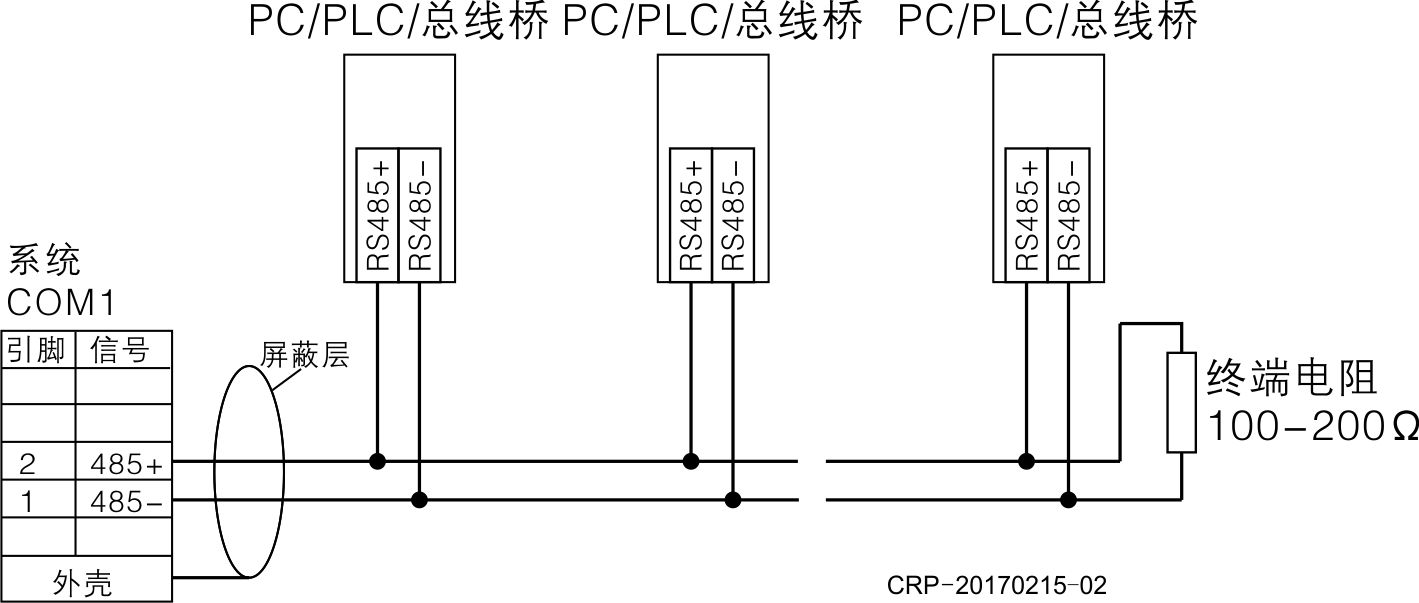 PC/PLC/总线桥 PC/PLC/总线桥 PC/PLC/总线桥
RS485+ RS485- RS485+ RS485- RS485+ RS485-
系统
COM1
引脚 信号
屏蔽层
终端电阻
100-200Ω
2 485+
1 485-
外壳
CRP-20170215-02